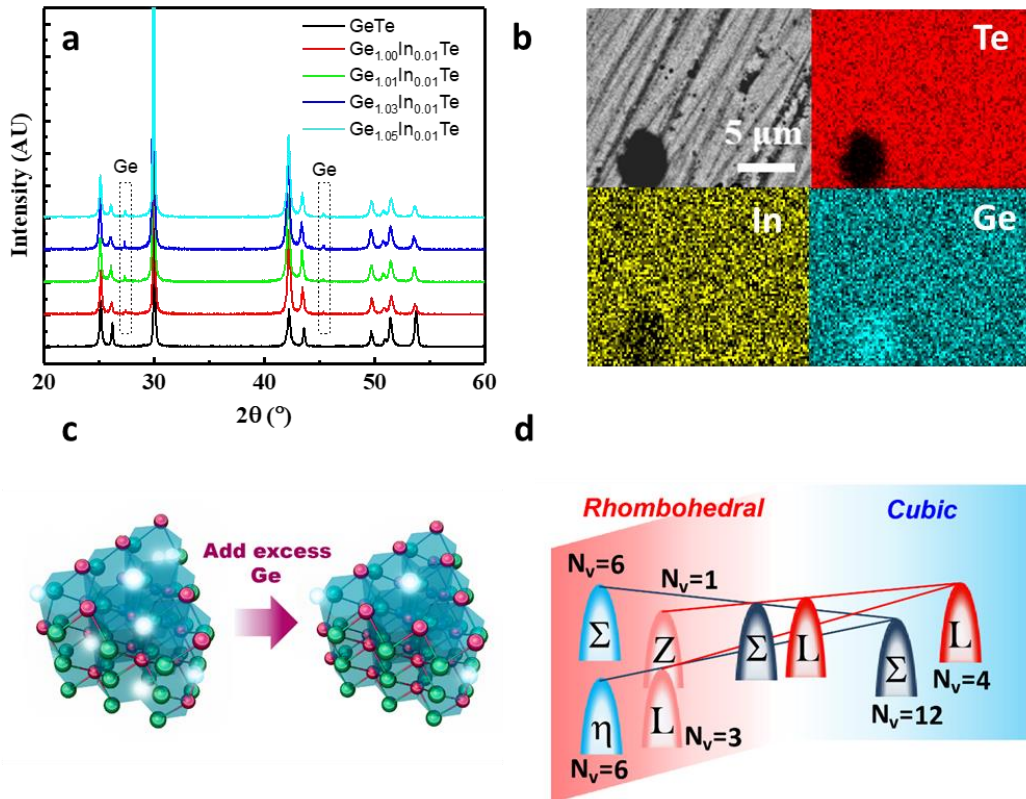 a
GeTe
Ge1.00In0.01Te
Ge1.01In0.01Te
Ge1.03In0.01Te
Ge1.05In0.01Te
Ge
Ge
Intensity (AU)
20 30 40 50 60
2θ (°)
b
Te
5 μm
In
Ge
c
Add excess
Ge
d
Rhombohedral
Cubic
Nv=6
Nv=1
Σ
Z
Σ
L
L
Σ
Nv=4
η
L
Nv=3
Nv=12
Nv=6